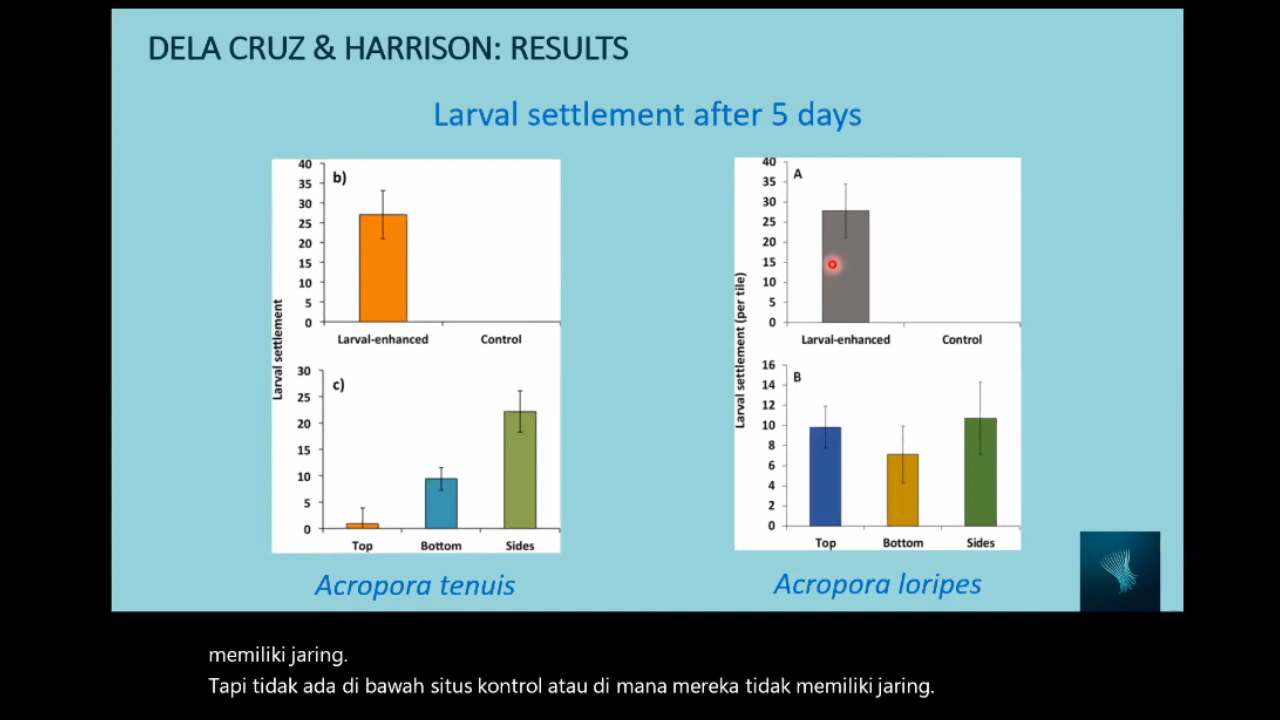 DELA CRUZ & HARRISON: RESULTS
Larval settlement after 5 days
Larval settlement
b)
40
35
30
25
20
15
10
5
0
Larval-enhanced Control
c)
30
25
20
15
10
5
0
Top Bottom Sides
Acropora tenuis
Larval settlement (per tile)
A
40
35
30
25
20
15
10
5
0
Larval-enhanced Control
B
16
14
12
10
8
6
4
2
0
Top Bottom Sides
Acropora loripes
memiliki jaring.
Tapi tidak ada di bawah situs kontrol atau di mana mereka tidak memiliki jaring.